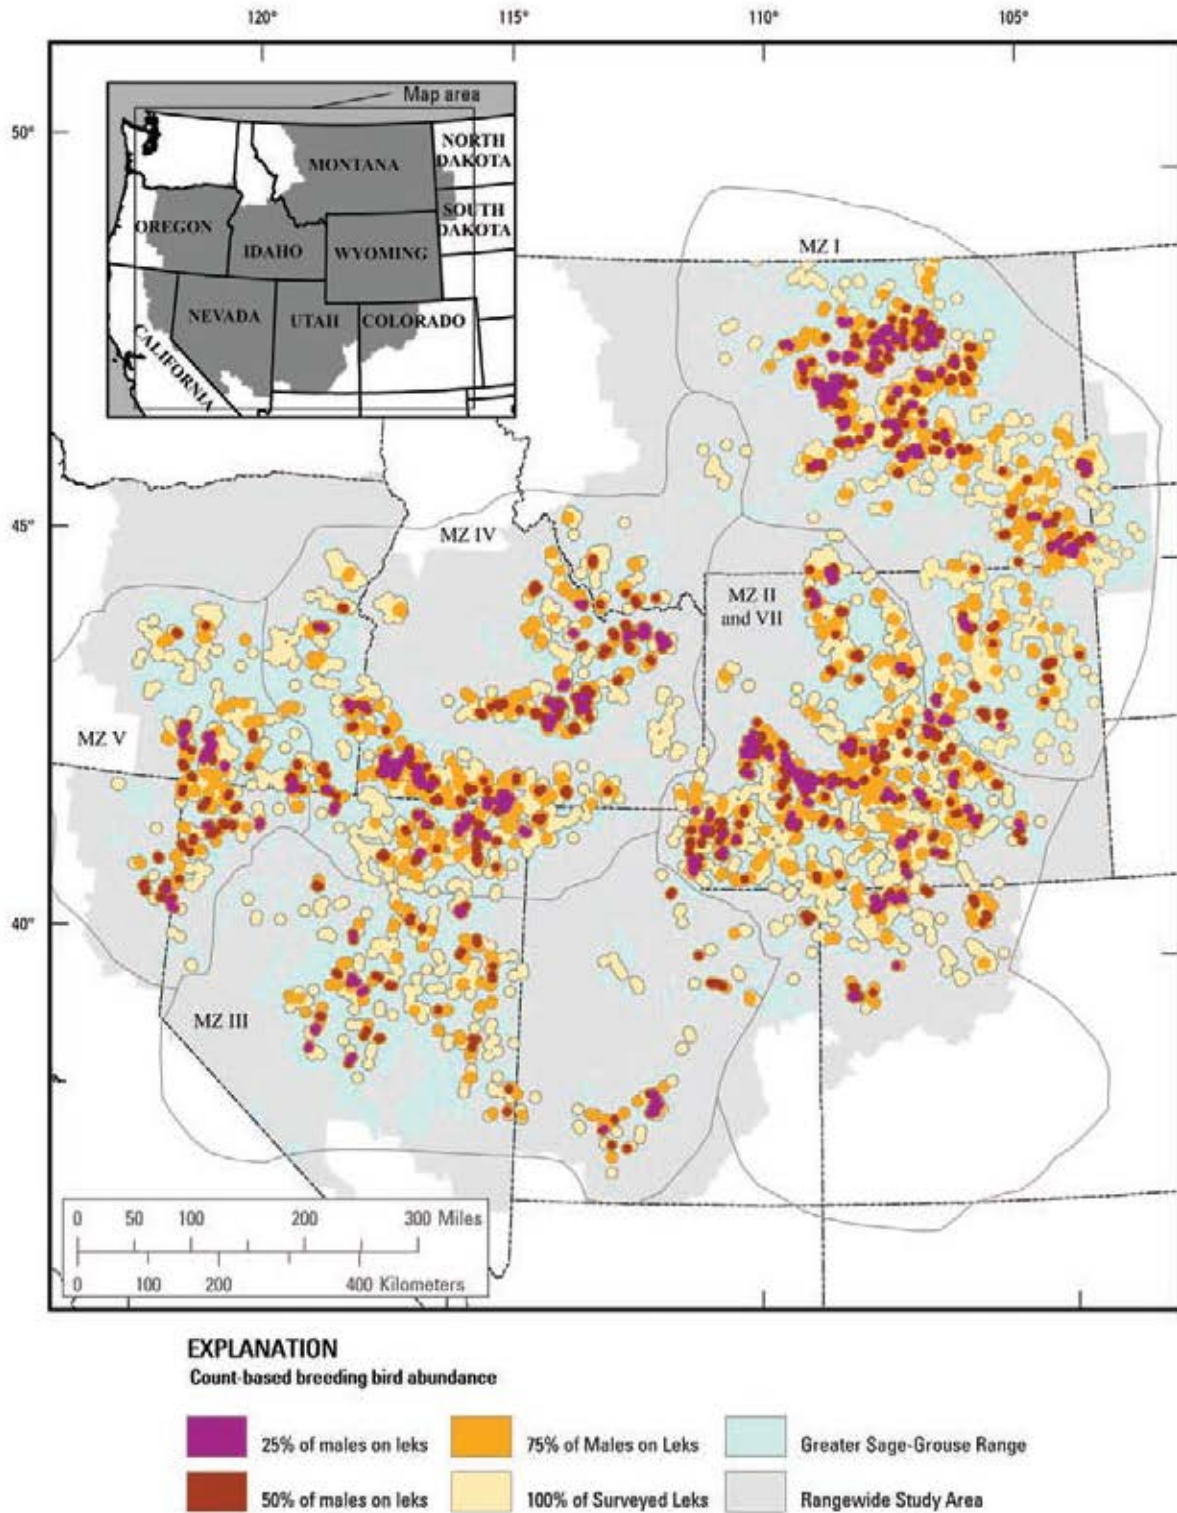 120°
115°
110°
105°
50°
45°
40°
Map area
NORTH
DAKOTA
MONTANA
SOUTH
DAKOTA
OREGON
IDAHO
WYOMING
NEVADA
UTAH
COLORADO
CALIFORNIA
MZ I
MZ IV
MZ II
and VII
MZ V
MZ III
0 50 100 200 300 Miles
0 100 200 400 Kilometers
EXPLANATION
Count-based breeding bird abundance
25% of males on leks
75% of Males on Leks
Greater Sage-Grouse Range
50% of males on leks
100% of Surveyed Leks
Rangewide Study Area